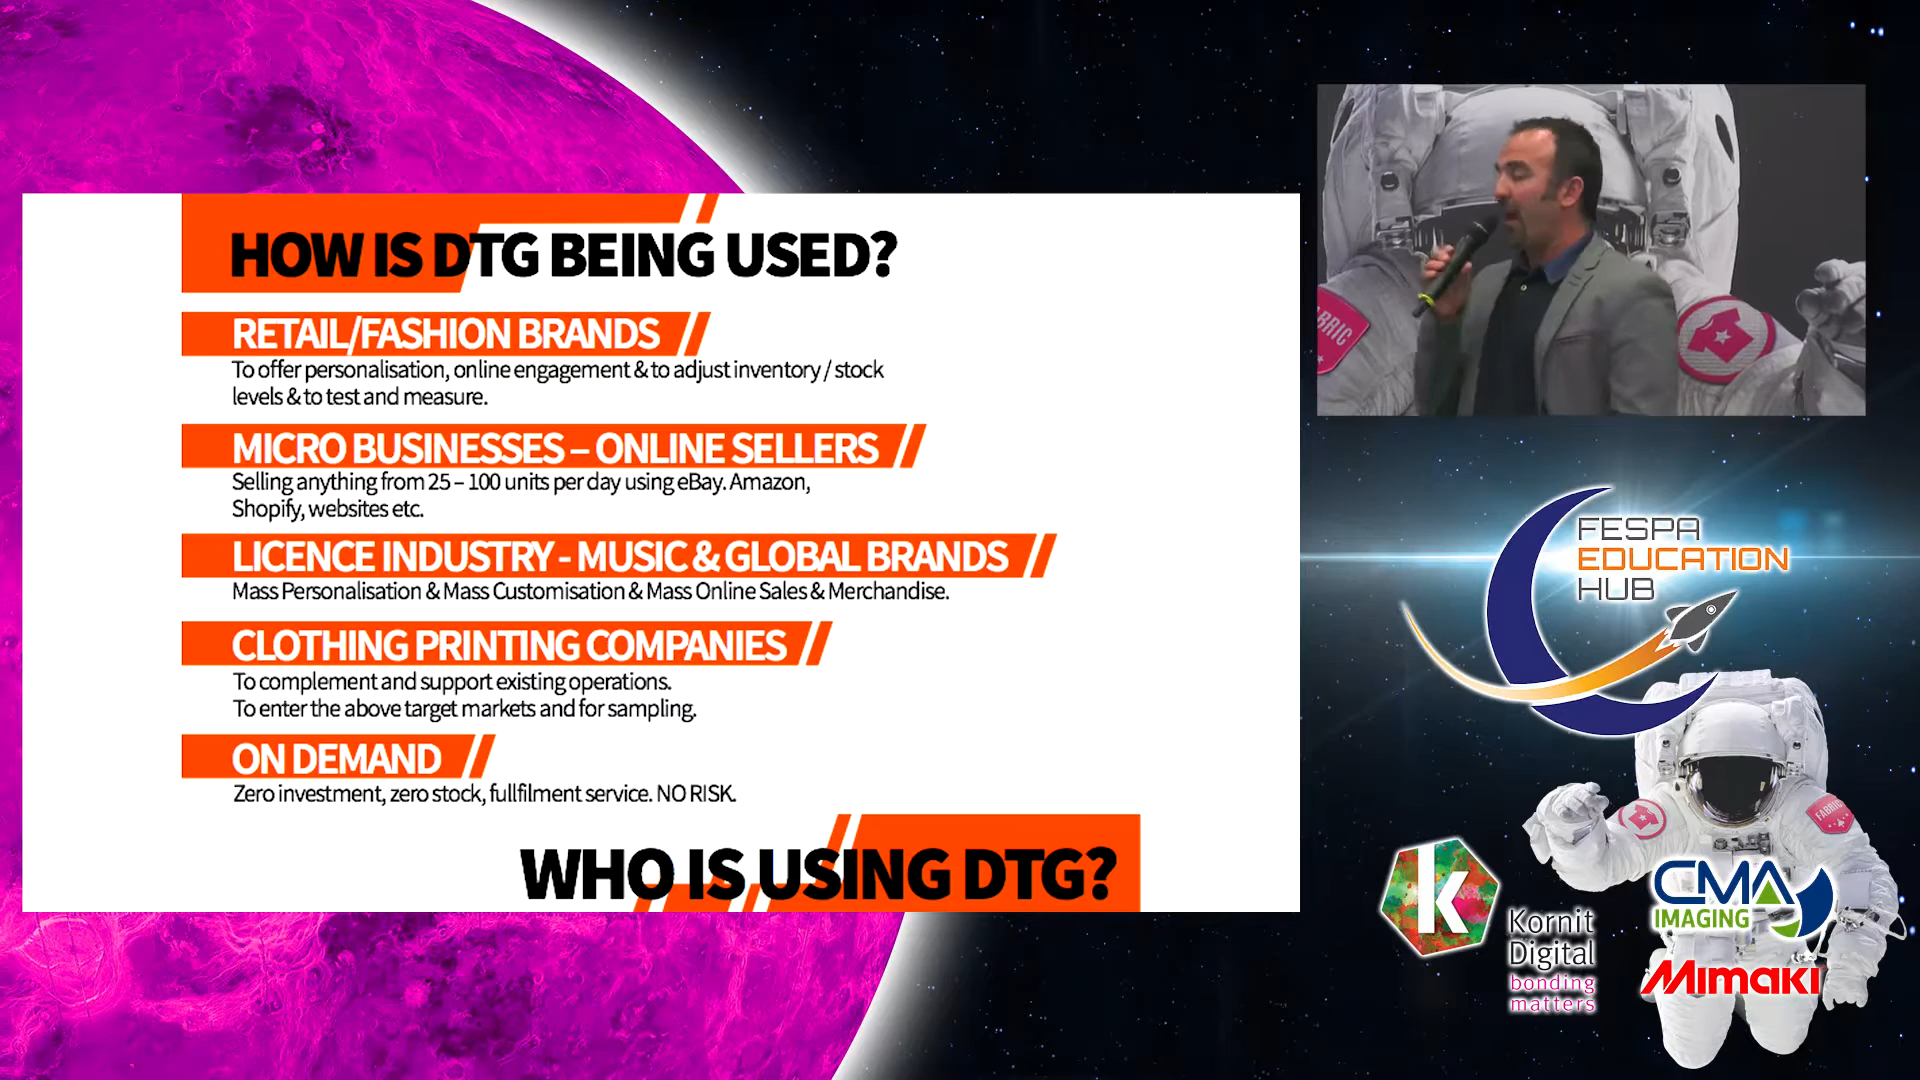 HOW IS DTG BEING USED?
RETAIL/FASHION BRANDS
To offer personalisation, online engagement & to adjust inventory / stock
levels & to test and measure.
MICRO BUSINESSES – ONLINE SELLERS
Selling anything from 25 – 100 units per day using eBay. Amazon,
Shopify, websites etc.
LICENCE INDUSTRY - MUSIC & GLOBAL BRANDS
Mass Personalisation & Mass Customisation & Mass Online Sales & Merchandise.
CLOTHING PRINTING COMPANIES
To complement and support existing operations.
To enter the above target markets and for sampling.
ON DEMAND
Zero investment, zero stock, fullfilment service. NO RISK.
WHO IS USING DTG?
FESPA
EDUCATION
HUB
FABRIC
K
Kornit
Digital
bonding
matters
CMA
IMAGING
Mimaki